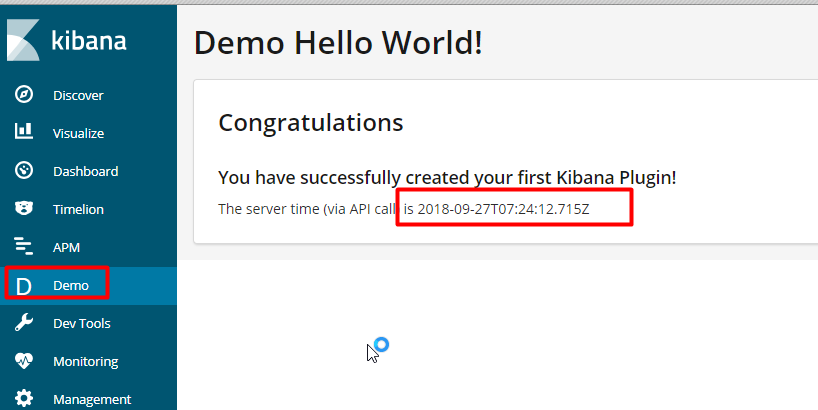 kibana
Discover
Visualize
Dashboard
Timelion
APM
D Demo
Dev Tools
Monitoring
Management
Demo Hello World!
Congratulations
You have successfully created your first Kibana Plugin!
The server time (via API call) is 2018-09-27T07:24:12.715Z